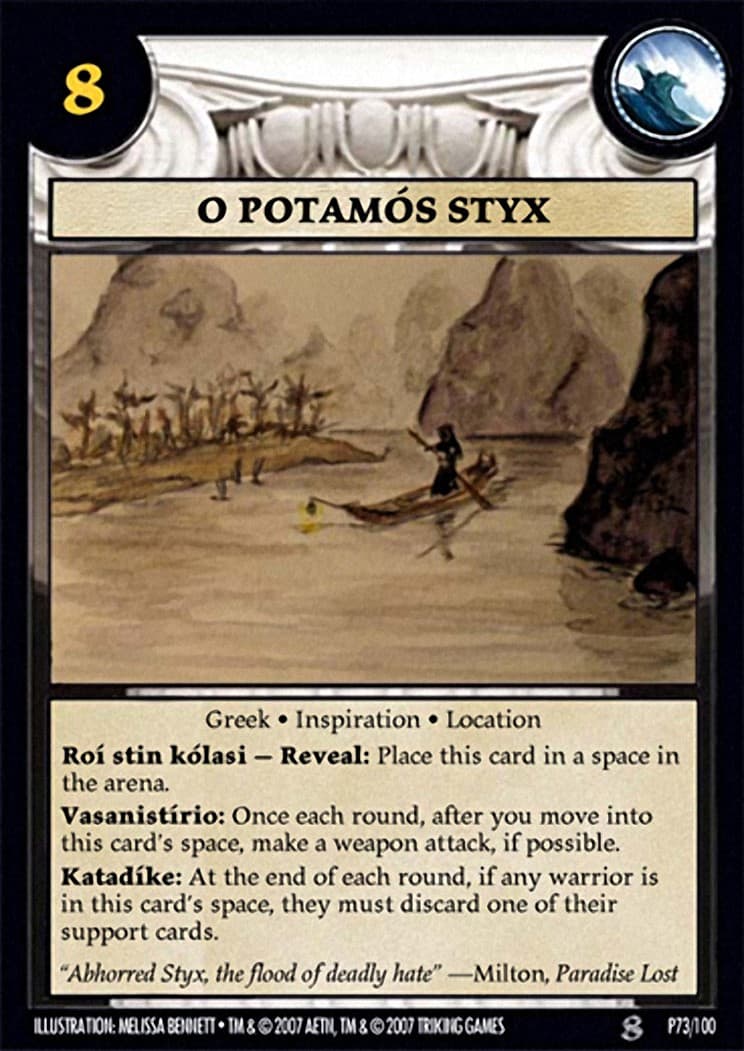 8
O POTAMÓS STYX
Greek • Inspiration • Location
Roí stin kólasi – Reveal: Place this card in a space in
the arena.
Vasanistírio: Once each round, after you move into
this card's space, make a weapon attack, if possible.
Katadíke: At the end of each round, if any warrior is
in this card's space, they must discard one of their
support cards.
“Abhorred Styx, the flood of deadly hate” —Milton, Paradise Lost
ILLUSTRATION: MELISSA BENNETT • TM & © 2007 AETN, TM & © 2007 TRIKING GAMES
8 P73/100